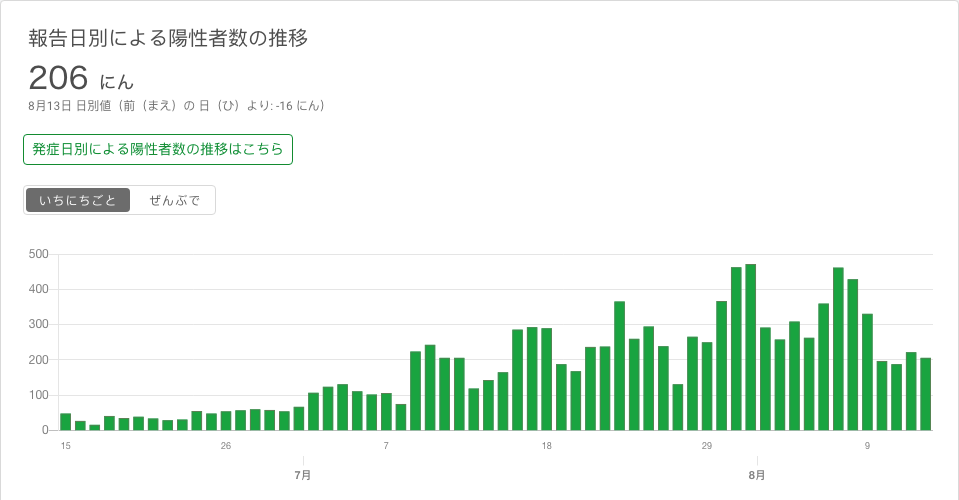 報告日別による陽性者数の推移
206 にん
8月13日 日別値（前（まえ）の 日（ひ）より: -16 にん）
発症日別による陽性者数の推移はこちら
いちにちごと ぜんぶで
500
400
300
200
100
0
15 26 7 18 29 9
7月 8月